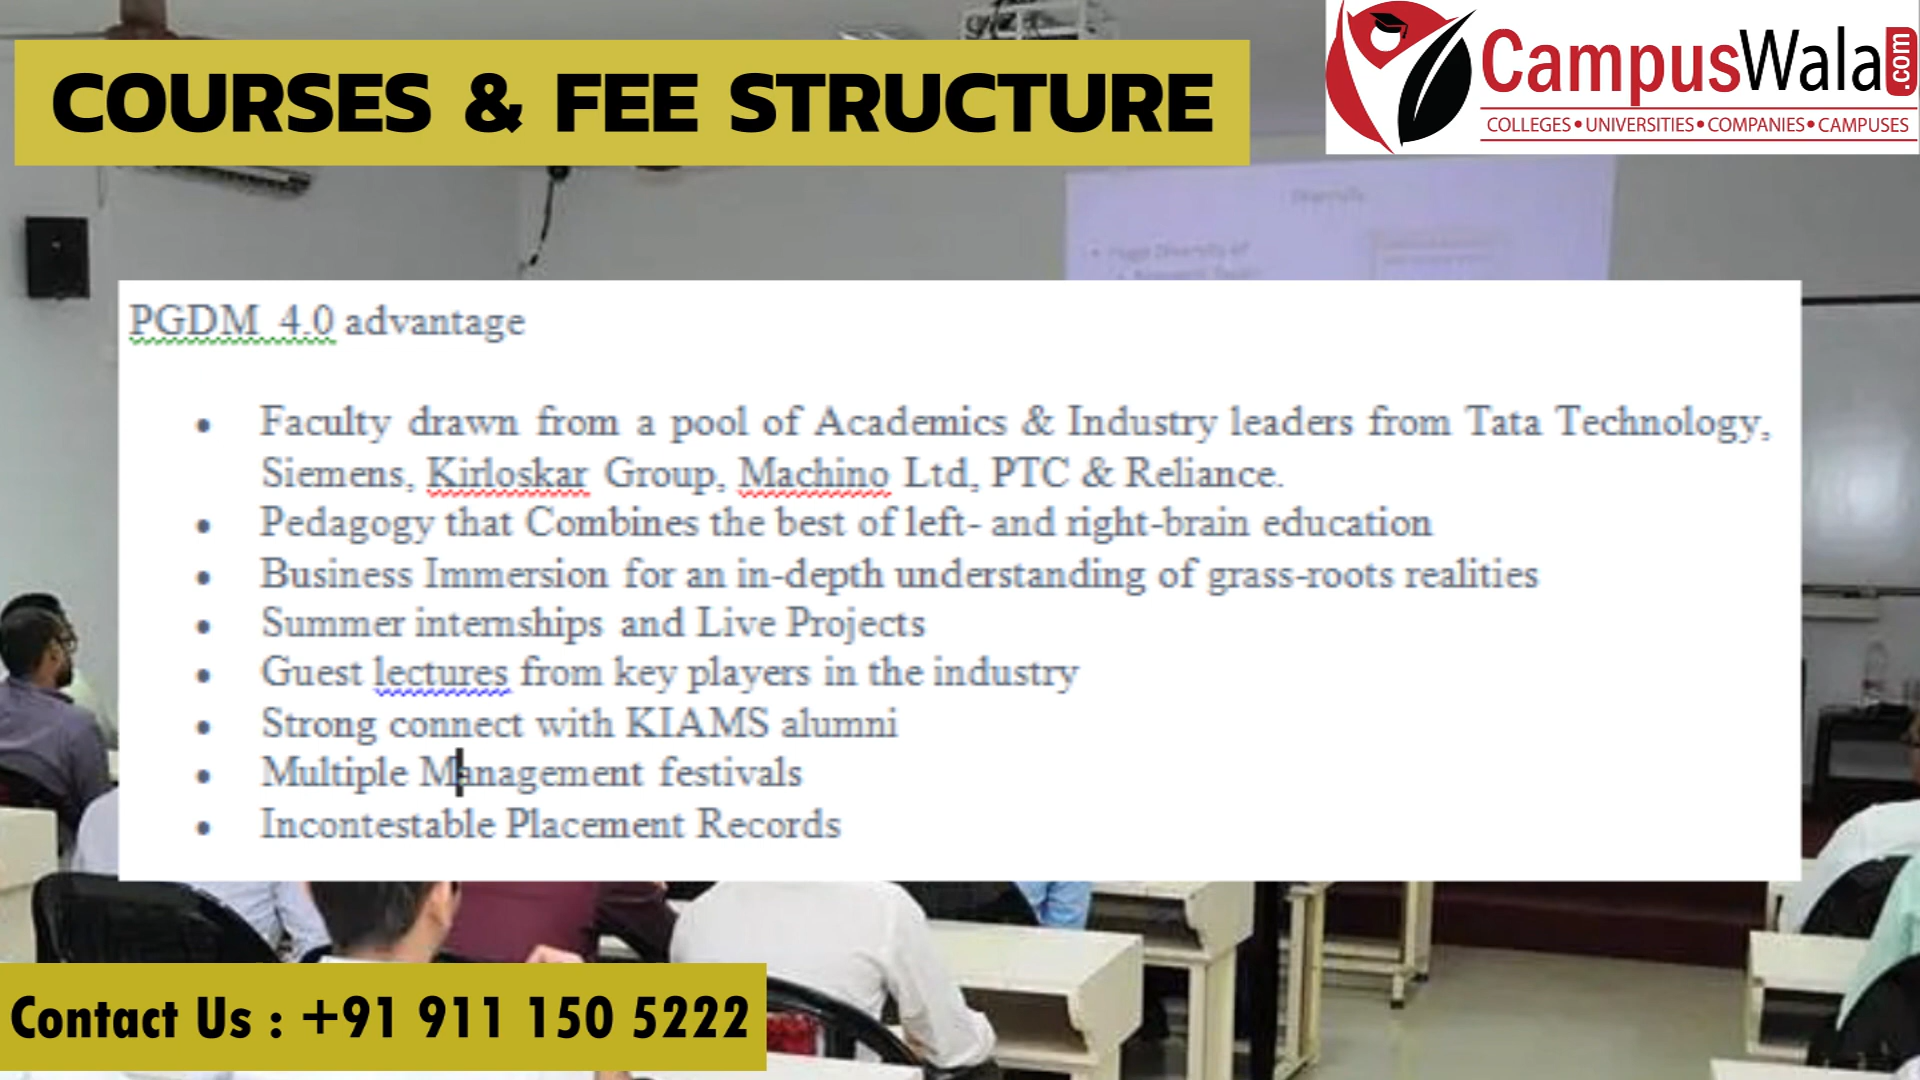 COURSES & FEE STRUCTURE
CampusWala.com
COLLEGES•UNIVERSITIES•COMPANIES•CAMPUSES
PGDM 4.0 advantage
• Faculty drawn from a pool of Academics & Industry leaders from Tata Technology,
Siemens, Kirloskar Group, Machino Ltd, PTC & Reliance.
• Pedagogy that Combines the best of left- and right-brain education
• Business Immersion for an in-depth understanding of grass-roots realities
• Summer internships and Live Projects
• Guest lectures from key players in the industry
• Strong connect with KIAMS alumni
• Multiple Management festivals
• Incontestable Placement Records
Contact Us : +91 911 150 5222